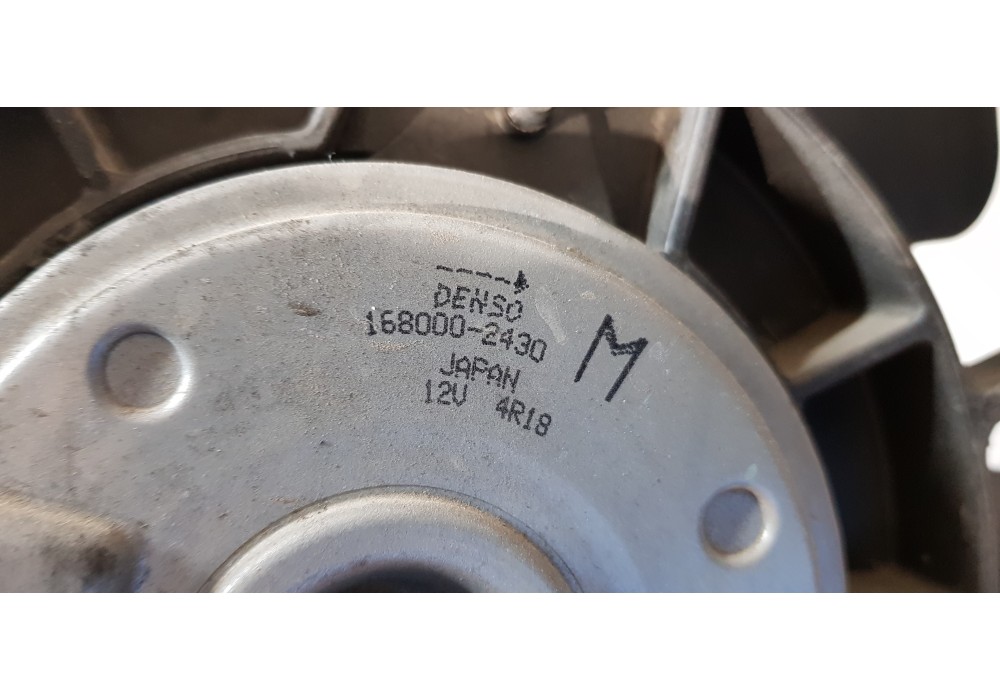 DENSO
168000-2430
JAPAN
12V 4R18
M